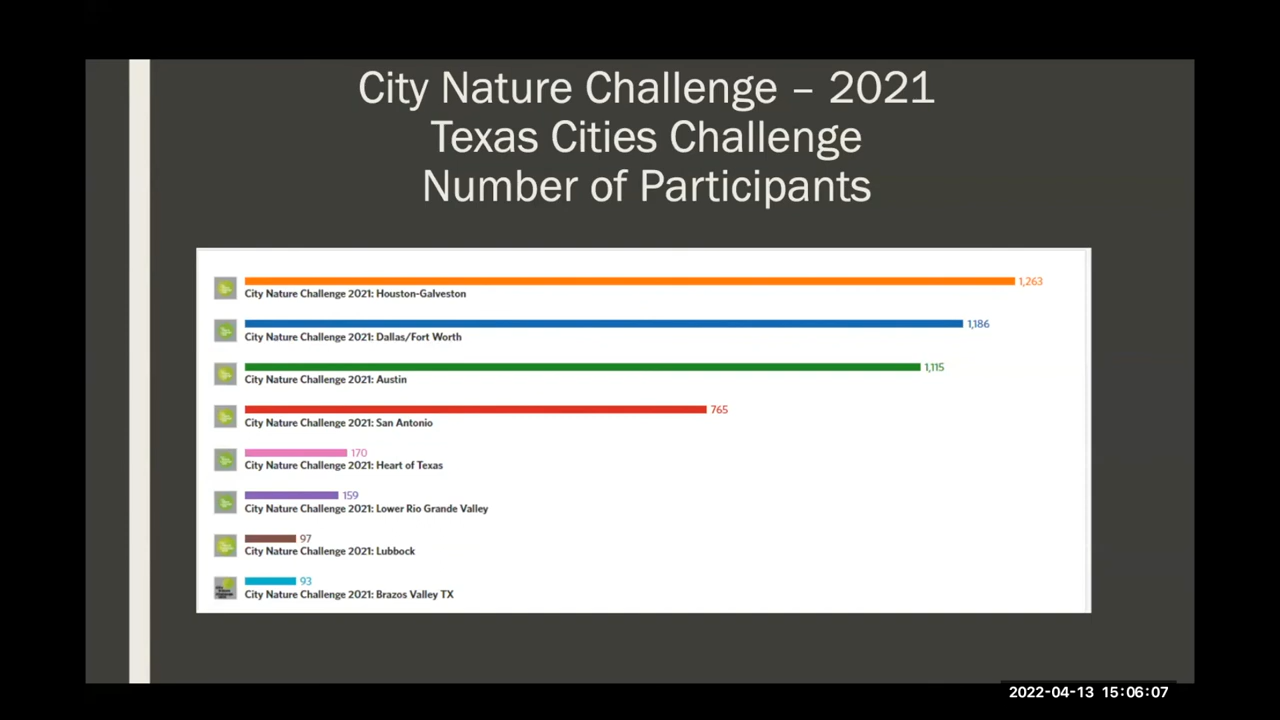 City Nature Challenge – 2021
Texas Cities Challenge
Number of Participants
1,263
City Nature Challenge 2021: Houston-Galveston
1,186
City Nature Challenge 2021: Dallas/Fort Worth
1,115
City Nature Challenge 2021: Austin
765
City Nature Challenge 2021: San Antonio
170
City Nature Challenge 2021: Heart of Texas
159
City Nature Challenge 2021: Lower Rio Grande Valley
97
City Nature Challenge 2021: Lubbock
93
City Nature Challenge 2021: Brazos Valley TX
2022-04-13 15:06:07